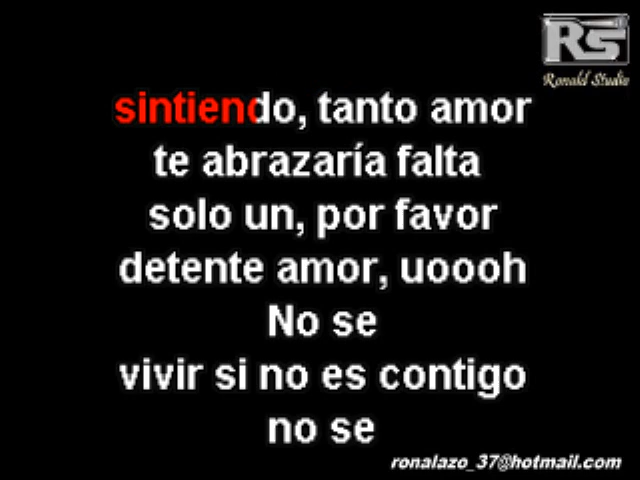 RS
Ronald Studio
sintiendo, tanto amor
te abrazaría falta
solo un, por favor
detente amor, uoooh
No se
vivir si no es contigo
no se
ronalazo_37@hotmail.com